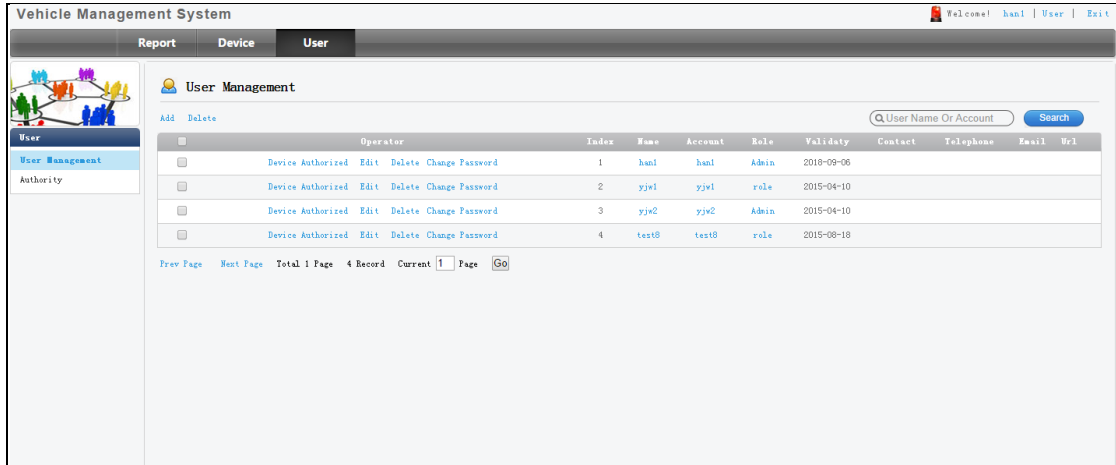 Vehicle Management System
Welcome! han1 | User | Exit
Report Device User
User Management
Add Delete
User Name Or Account Search
User
User Management
Authority
Operator Index Name Account Role Validaty Contact Telephone Email Url
Device Authorized Edit Delete Change Password 1 han1 han1 Admin 2018-09-06
Device Authorized Edit Delete Change Password 2 yjw1 yjw1 role 2015-04-10
Device Authorized Edit Delete Change Password 3 yjw2 yjw2 Admin 2015-04-10
Device Authorized Edit Delete Change Password 4 test8 test8 role 2015-08-18
Prev Page Next Page Total 1 Page 4 Record Current 1 Page Go